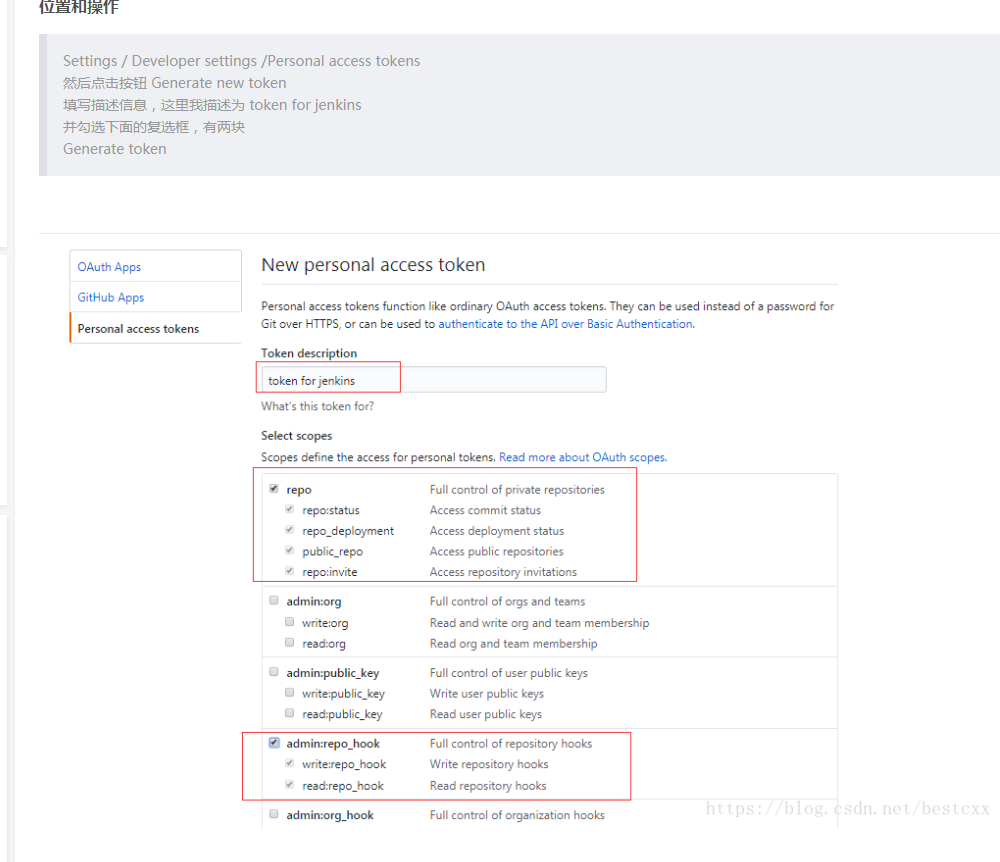 位置和操作
Settings / Developer settings /Personal access tokens
然后点击按钮 Generate new token
填写描述信息，这里我描述为 token for jenkins
并勾选下面的复选框，有两块
Generate token
OAuth Apps
GitHub Apps
Personal access tokens
New personal access token
Personal access tokens function like ordinary OAuth access tokens. They can be used instead of a password for
Git over HTTPS, or can be used to authenticate to the API over Basic Authentication.
Token description
token for jenkins
What's this token for?
Select scopes
Scopes define the access for personal tokens. Read more about OAuth scopes.
repo Full control of private repositories
repo:status Access commit status
repo_deployment Access deployment status
public_repo Access public repositories
repo:invite Access repository invitations
admin:org Full control of orgs and teams
write:org Read and write org and team membership
read:org Read org and team membership
admin:public_key Full control of user public keys
write:public_key Write user public keys
read:public_key Read user public keys
admin:repo_hook Full control of repository hooks
write:repo_hook Write repository hooks
read:repo_hook Read repository hooks
admin:org_hook Full control of organization hooks
https://blog.csdn.net/bestcxx